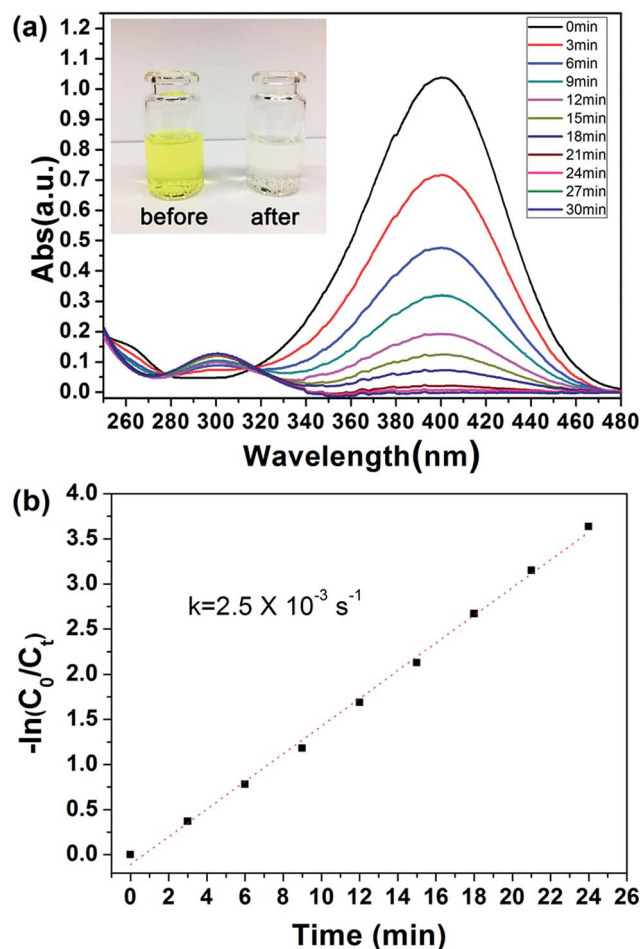 (a)
1.2
1.1
1.0
0.9
0.8
0.7
0.6
0.5
0.4
0.3
0.2
0.1
0.0
Abs(a.u.)
before after
0min
3min
6min
9min
12min
15min
18min
21min
24min
27min
30min
260 280 300 320 340 360 380 400 420 440 460 480
Wavelength(nm)
(b)
4.0
3.5
3.0
2.5
2.0
1.5
1.0
0.5
0.0
-ln(C₀/Cₜ)
k=2.5 X 10⁻³ s⁻¹
0 2 4 6 8 10 12 14 16 18 20 22 24 26
Time (min)